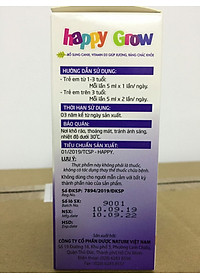 happy Grow
BỔ SUNG CANXI, VITAMIN D3 GIÚP XƯƠNG, RĂNG CHẮC KHỎE
HƯỚNG DẪN SỬ DỤNG:
- Trẻ em từ 1-3 tuổi:
Mỗi lần 5 ml x 1 lần/ ngày.
- Trẻ em trên 3 tuổi:
Mỗi lần 5 ml x 2 lần/ ngày.
THỜI HẠN SỬ DỤNG:
03 năm kể từ ngày sản xuất.
BẢO QUẢN:
Nơi khô ráo, thoáng mát, tránh ánh sáng,
nhiệt độ dưới 30°C.
TIÊU CHUẨN SẢN XUẤT:
01/2019/TCSP - HAPPY.
LƯU Ý:
Thực phẩm này không phải là thuốc, không
có tác dụng thay thế thuốc chữa bệnh.
Không dùng cho người mẫn cảm với bất kỳ
thành phần nào của sản phẩm.
Số ĐKSP: 7894/2019/ĐKSP
Số lô SX: 9001
NSX: 10.09.19
HSD: 10.09.22
Sản xuất bởi:
CÔNG TY CỔ PHẦN DƯỢC NATURE VIỆT NAM